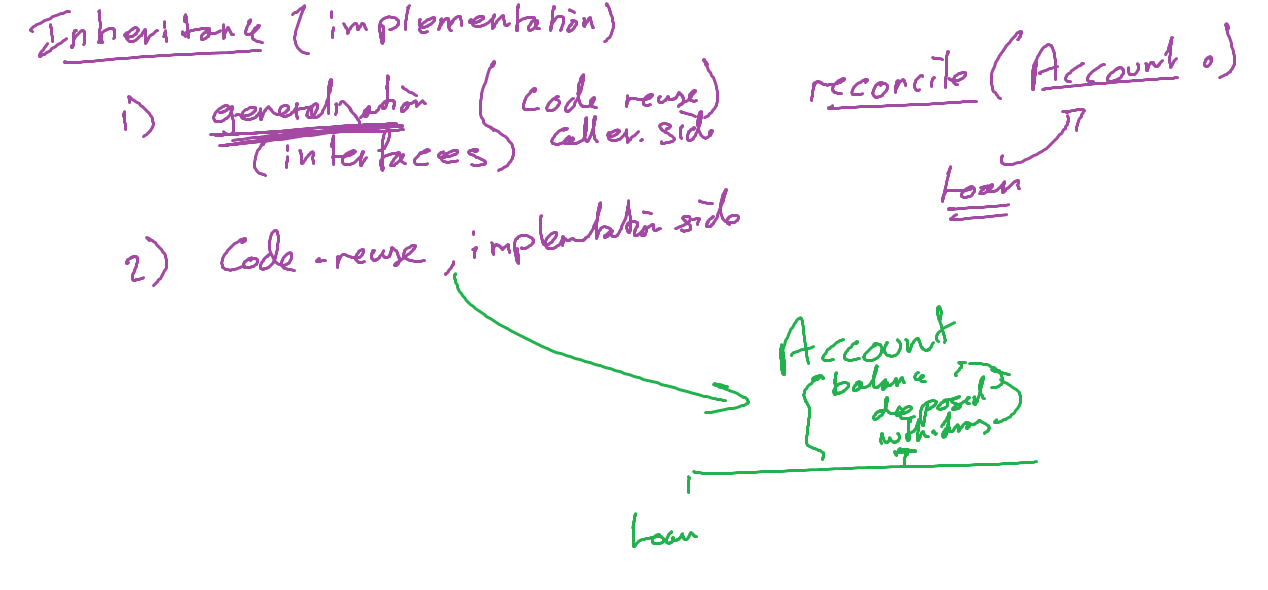 Inheritance (implementation)
1) generalization (code reuse
caller side)
(interfaces)
reconcile (Account o)
Loan
2) Code-reuse, implementation side
Account
balance
withdraw
Loan